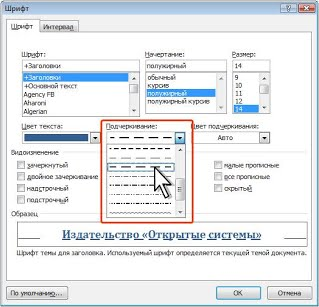 Шрифт
Шрифт Интервал
Шрифт: Начертание: Размер:
+Заголовки полужирный 14
+Заголовки обычный 9
+Основной текст курсив 10
Agency FB полужирный 11
Aharoni полужирный курсив 12
Algerian 14
Цвет текста: Подчеркивание: Цвет подчеркивания:
Авто
Видоизменение
зачеркнутый малые прописные
двойное зачеркивание все прописные
надстрочный скрытый
подстрочный
Образец
Издательство «Открытые системы»
Шрифт темы для заголовка. Используемый шрифт определяется текущей темой документа.
По умолчанию... ОК Отмена